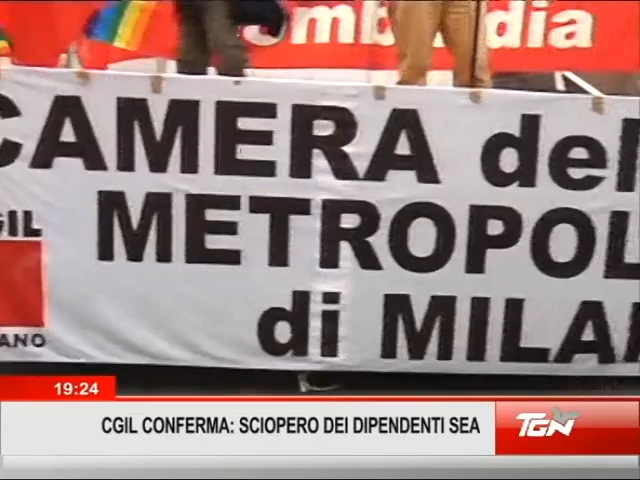 ombardia
CAMERA del
METROPOL
di MILA
GIL
ANO
19:24
CGIL CONFERMA: SCIOPERO DEI DIPENDENTI SEA
TGN